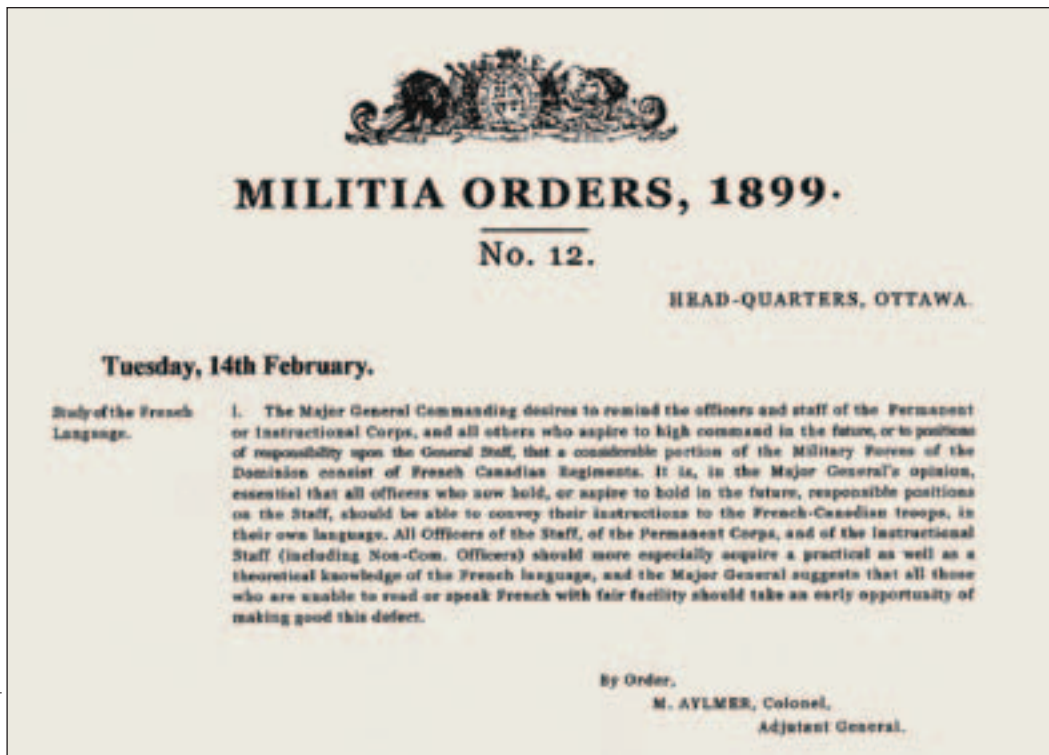 MILITIA ORDERS, 1899.
No. 12.
HEAD-QUARTERS, OTTAWA.
Tuesday, 14th February.
Study of the French
Language.
1. The Major General Commanding desires to remind the officers and staff of the Permanent
or Instructional Corps, and all others who aspire to high command in the future, or to positions
of responsibility upon the General Staff, that a considerable portion of the Military Forces of the
Dominion consist of French Canadian Regiments. It is, in the Major General's opinion,
essential that all officers who now hold, or aspire to hold in the future, responsible positions
on the Staff, should be able to convey their instructions to the French-Canadian troops, in
their own language. All Officers of the Staff, of the Permanent Corps, and of the Instructional
Staff (including Non-Com. Officers) should more especially acquire a practical as well as a
theoretical knowledge of the French language, and the Major General suggests that all those
who are unable to read or speak French with fair facility should take an early opportunity of
making good this defect.
By Order,
M. AYLMER, Colonel,
Adjutant General.